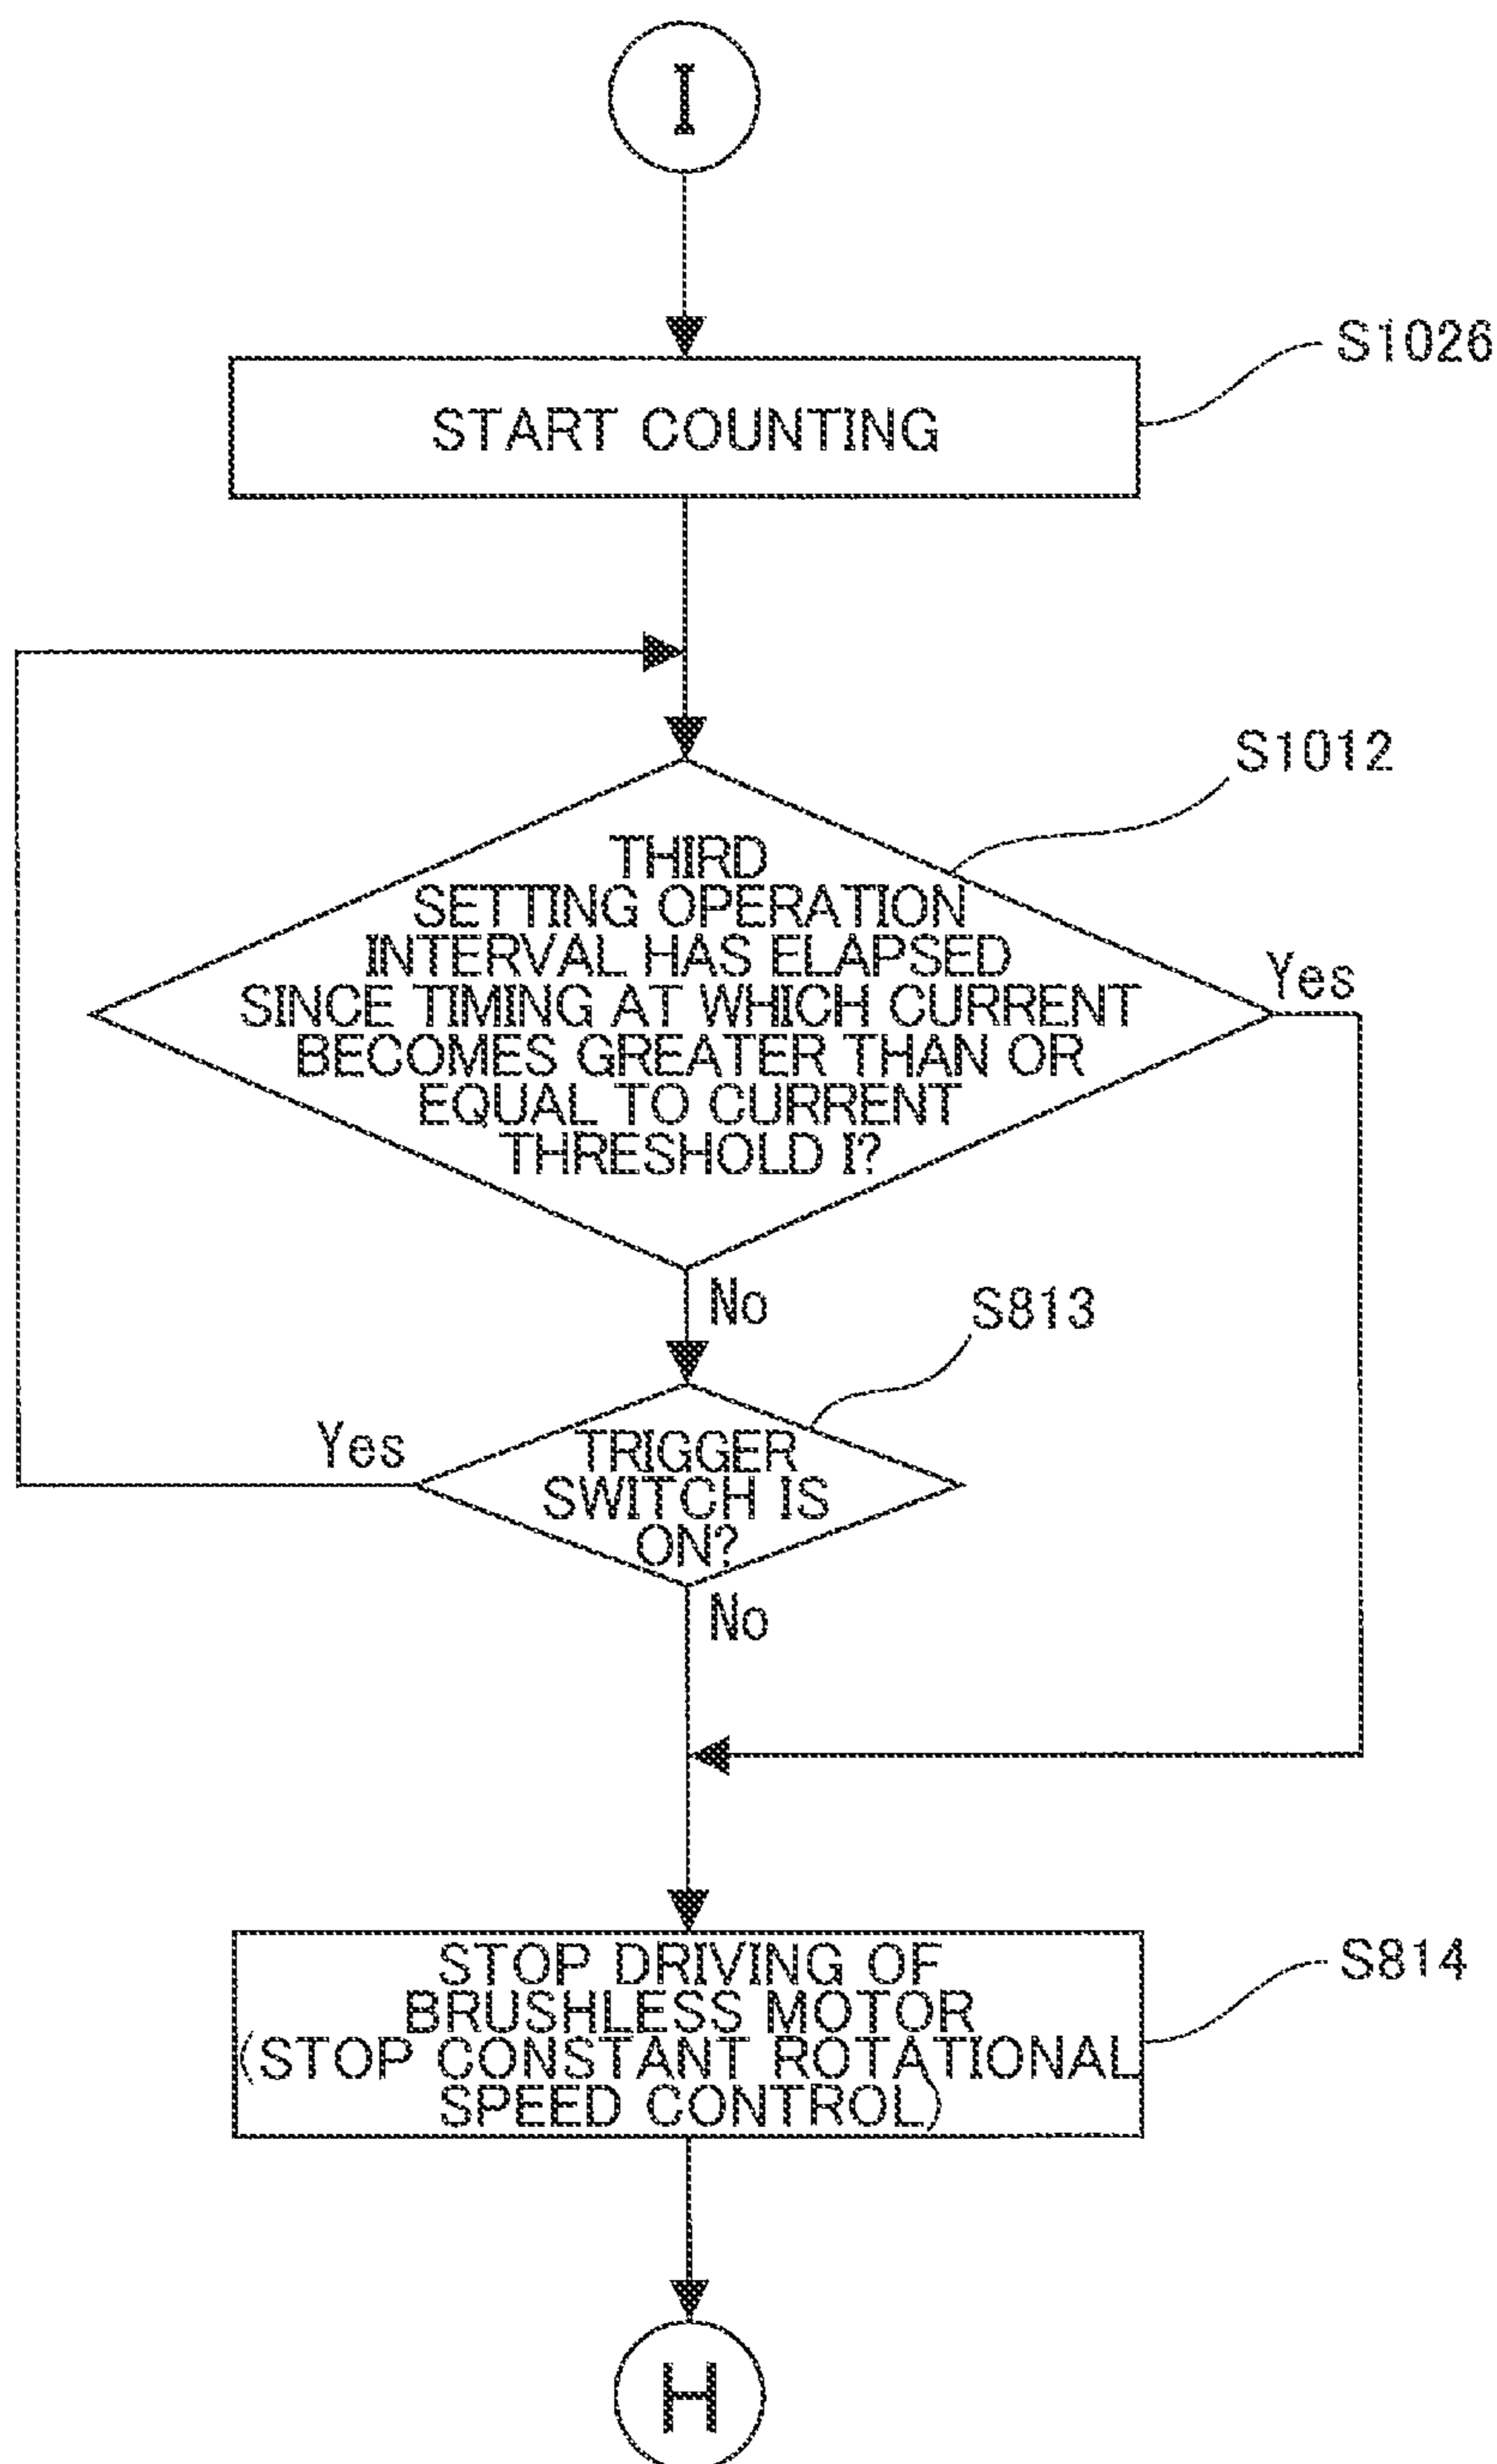 I
S1026
START COUNTING
S1012
THIRD
SETTING OPERATION
INTERVAL HAS ELAPSED
SINCE TIMING AT WHICH CURRENT
BECOMES GREATER THAN OR
EQUAL TO CURRENT
THRESHOLD I?
Yes
No
S813
Yes
TRIGGER
SWITCH IS
ON?
No
STOP DRIVING OF
BRUSHLESS MOTOR
(STOP CONSTANT ROTATIONAL
SPEED CONTROL)
S814
H